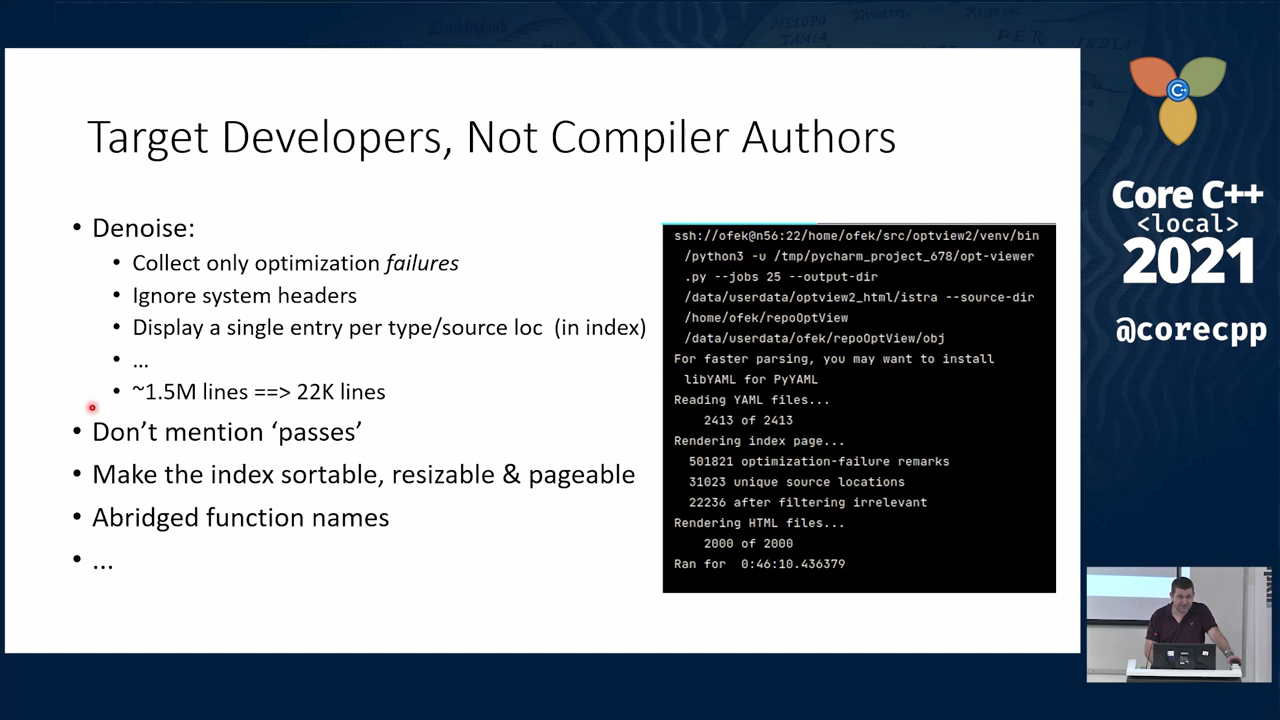 MESOPO
TAMIA
PER
INDIA
Target Developers, Not Compiler Authors
• Denoise:
• Collect only optimization failures
• Ignore system headers
• Display a single entry per type/source loc (in index)
• ...
• ~1.5M lines ==> 22K lines
• Don't mention ‘passes’
• Make the index sortable, resizable & pageable
• Abridged function names
• ...
ssh://ofek@n56:22/home/ofek/src/optview2/venv/bin
/python3 -u /tmp/pycharm_project_678/opt-viewer
.py --jobs 25 --output-dir
/data/userdata/optview2_html/istra --source-dir
/home/ofek/repoOptView
/data/userdata/ofek/repoOptView/obj
For faster parsing, you may want to install
libYAML for PyYAML
Reading YAML files...
2413 of 2413
Rendering index page...
501821 optimization-failure remarks
31023 unique source locations
22236 after filtering irrelevant
Rendering HTML files...
2000 of 2000
Ran for 0:46:10.436379
C++
Core C++
<local>
2021
@corecpp